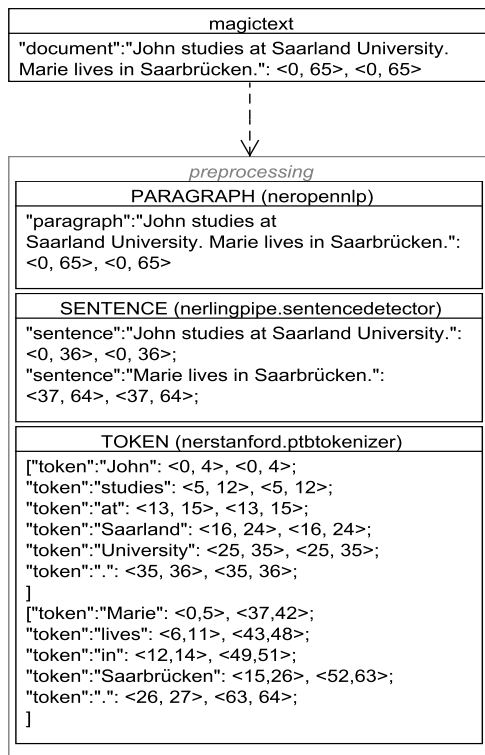 magictext
"document":"John studies at Saarland University.
Marie lives in Saarbrücken.": <0, 65>, <0, 65>
preprocessing
PARAGRAPH (neropennlp)
"paragraph":"John studies at
Saarland University. Marie lives in Saarbrücken.":
<0, 65>, <0, 65>
SENTENCE (nerlingpipe.sentencedetector)
"sentence":"John studies at Saarland University.":
<0, 36>, <0, 36>;
"sentence":"Marie lives in Saarbrücken.":
<37, 64>, <37, 64>;
TOKEN (nerstanford.ptbtokenizer)
["token":"John": <0, 4>, <0, 4>;
"token":"studies": <5, 12>, <5, 12>;
"token":"at": <13, 15>, <13, 15>;
"token":"Saarland": <16, 24>, <16, 24>;
"token":"University": <25, 35>, <25, 35>;
"token":".": <35, 36>, <35, 36>;
]
["token":"Marie": <0,5>, <37,42>;
"token":"lives": <6,11>, <43,48>;
"token":"in": <12,14>, <49,51>;
"token":"Saarbrücken": <15,26>, <52,63>;
"token":".": <26, 27>, <63, 64>;
]